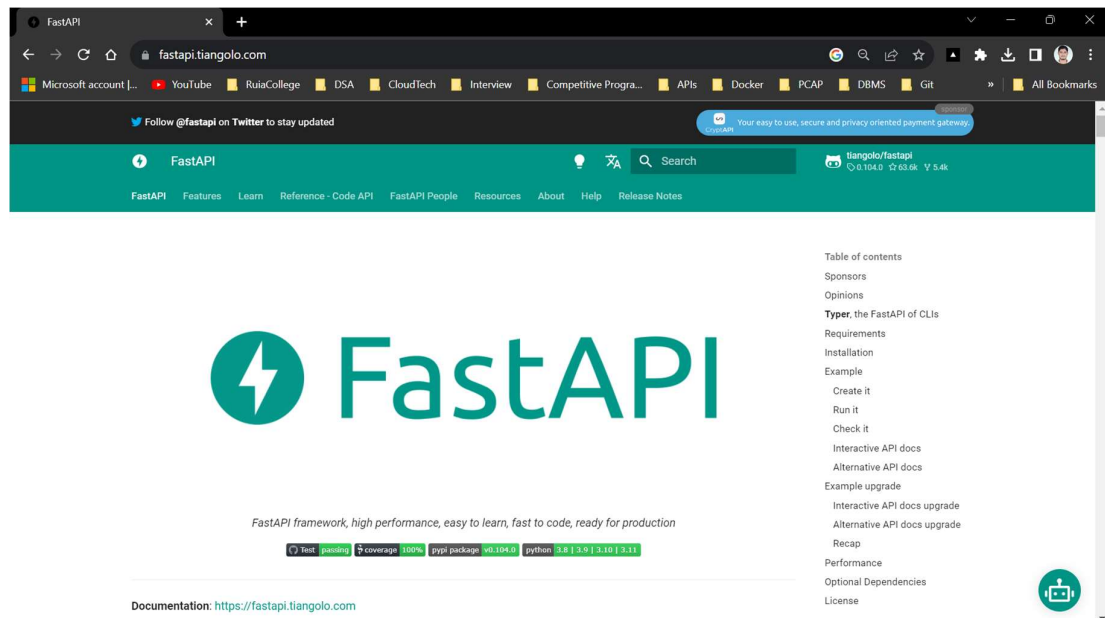 FastAPI
fastapi.tiangolo.com
Microsoft account |... YouTube RuiaCollege DSA CloudTech Interview Competitive Progra... APIs Docker PCAP DBMS Git » All Bookmarks
Follow @fastapi on Twitter to stay updated
sponsor
CryptAPI
Your easy to use, secure and privacy oriented payment gateway.
FastAPI
Search
tiangolo/fastapi
0.104.0 63.6k 5.4k
FastAPI Features Learn Reference - Code API FastAPI People Resources About Help Release Notes
FastAPI
FastAPI framework, high performance, easy to learn, fast to code, ready for production
Test passing coverage 100% pypi package v0.104.0 python 3.8 | 3.9 | 3.10 | 3.11
Documentation: https://fastapi.tiangolo.com
Table of contents
Sponsors
Opinions
Typer, the FastAPI of CLIs
Requirements
Installation
Example
Create it
Run it
Check it
Interactive API docs
Alternative API docs
Example upgrade
Interactive API docs upgrade
Alternative API docs upgrade
Recap
Performance
Optional Dependencies
License